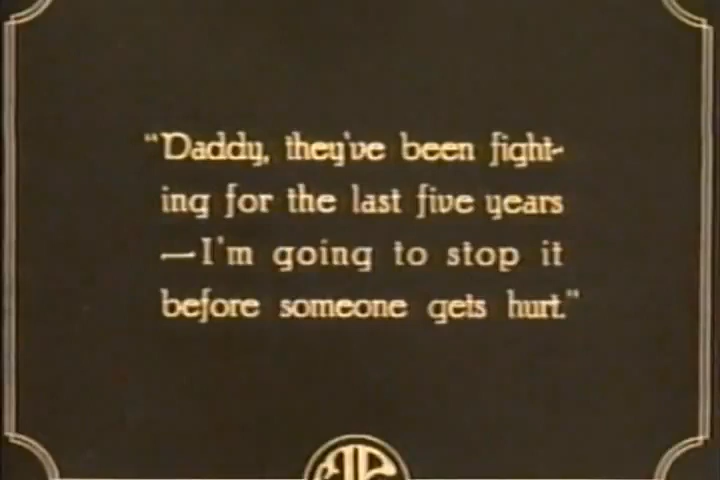 "Daddy, they've been fight-
ing for the last five years
—I'm going to stop it
before someone gets hurt."